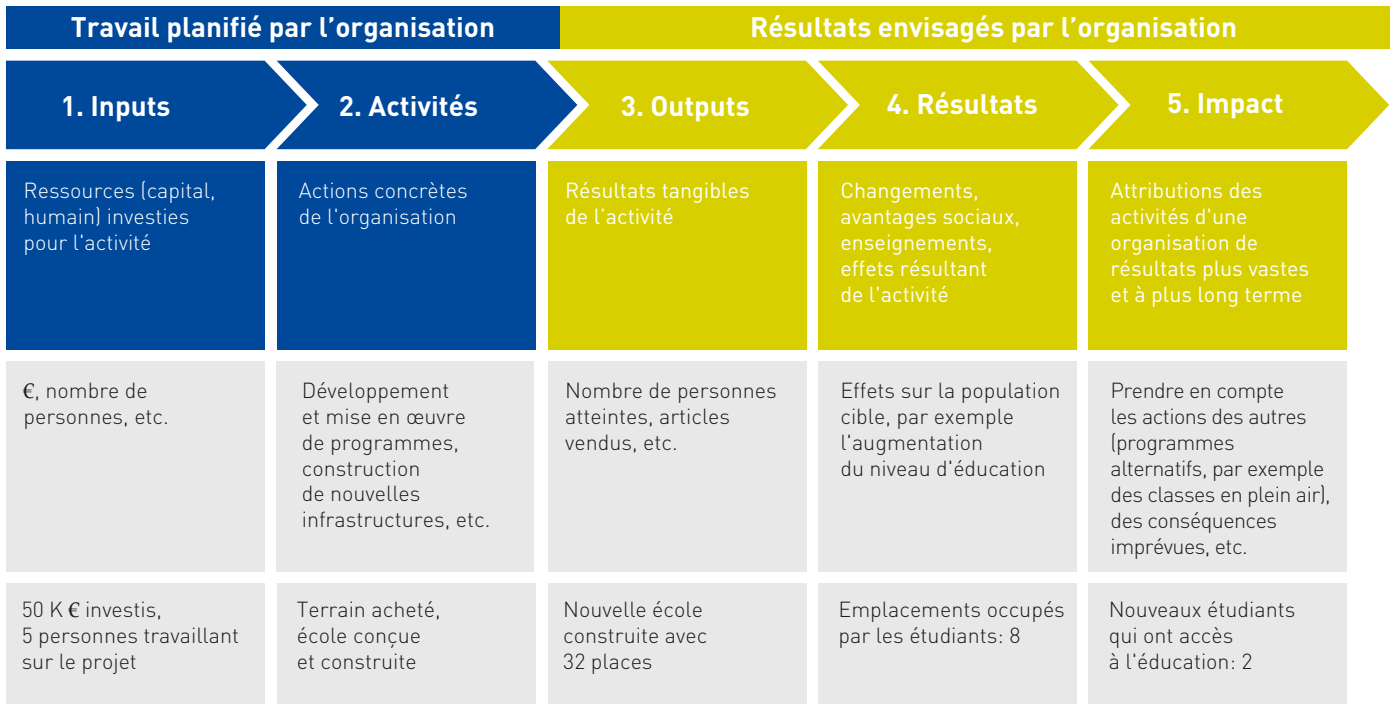 Travail planifié par l'organisation
Résultats envisagés par l'organisation
1. Inputs
2. Activités
3. Outputs
4. Résultats
5. Impact
Ressources (capital,
humain) investies
pour l'activité
Actions concrètes
de l'organisation
Résultats tangibles
de l'activité
Changements,
avantages sociaux,
enseignements,
effets résultant
de l'activité
Attributions des
activités d'une
organisation de
résultats plus vastes
et à plus long terme
€, nombre de
personnes, etc.
Développement
et mise en œuvre
de programmes,
construction
de nouvelles
infrastructures, etc.
Nombre de personnes
atteintes, articles
vendus, etc.
Effets sur la population
cible, par exemple
l'augmentation
du niveau d'éducation
Prendre en compte
les actions des autres
(programmes
alternatifs, par exemple
des classes en plein air),
des conséquences
imprévues, etc.
50 K € investis,
5 personnes travaillant
sur le projet
Terrain acheté,
école conçue
et construite
Nouvelle école
construite avec
32 places
Emplacements occupés
par les étudiants: 8
Nouveaux étudiants
qui ont accès
à l'éducation: 2